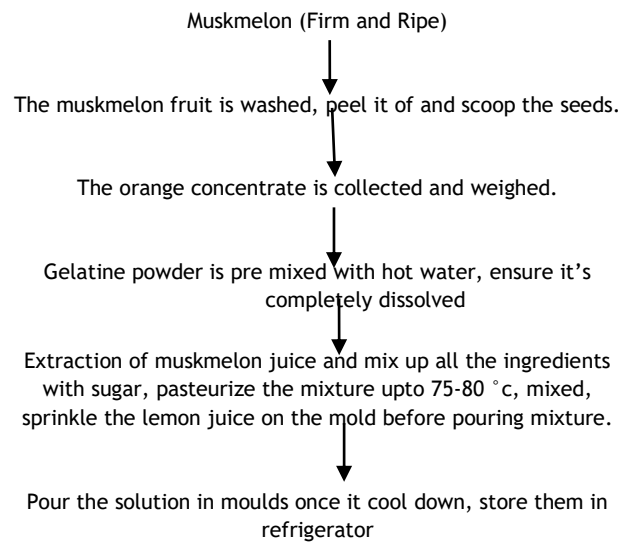 Muskmelon (Firm and Ripe)
The muskmelon fruit is washed, peel it of and scoop the seeds.
The orange concentrate is collected and weighed.
Gelatine powder is pre mixed with hot water, ensure it’s
completely dissolved
Extraction of muskmelon juice and mix up all the ingredients
with sugar, pasteurize the mixture upto 75-80 °c, mixed,
sprinkle the lemon juice on the mold before pouring mixture.
Pour the solution in moulds once it cool down, store them in
refrigerator